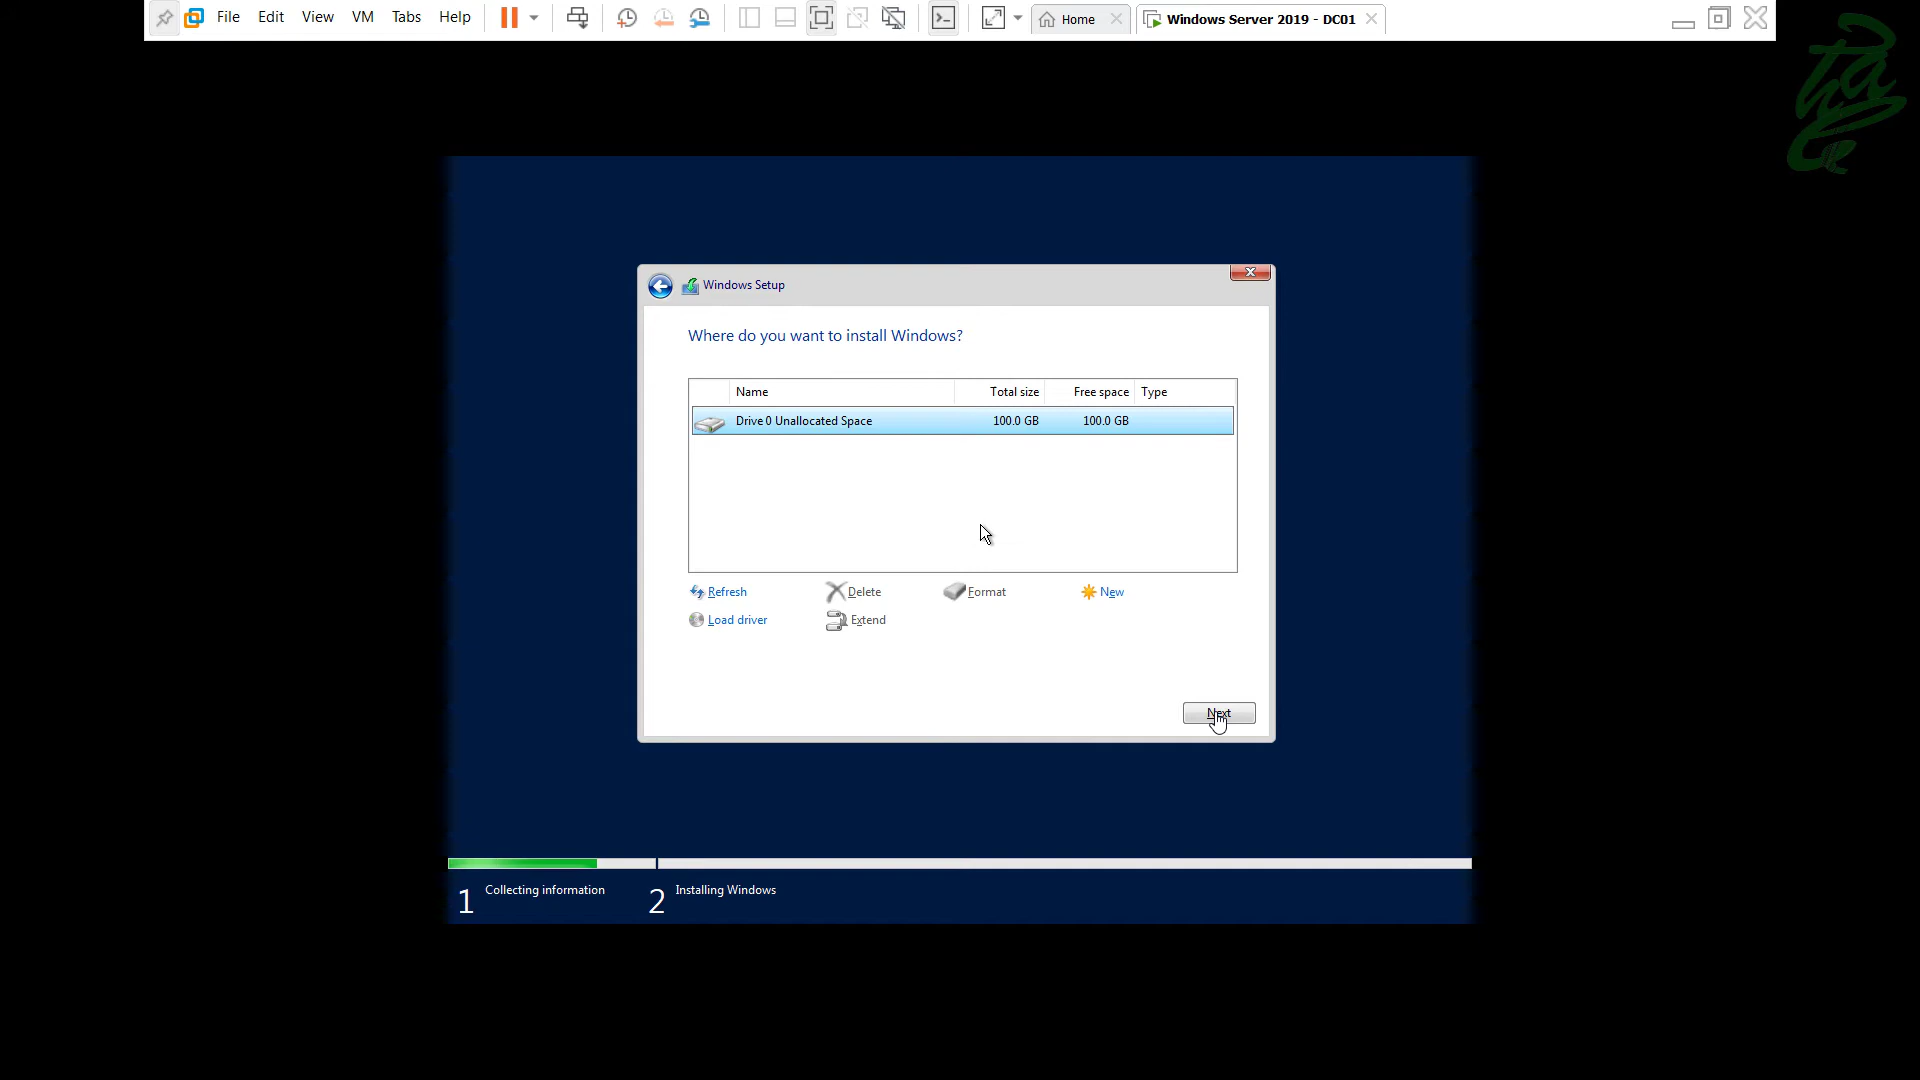 File Edit View VM Tabs Help
Home
Windows Server 2019 - DC01
Windows Setup
Where do you want to install Windows?
Name Total size Free space Type
Drive 0 Unallocated Space 100.0 GB 100.0 GB
Refresh Delete Format New
Load driver Extend
Next
1 Collecting information 2 Installing Windows